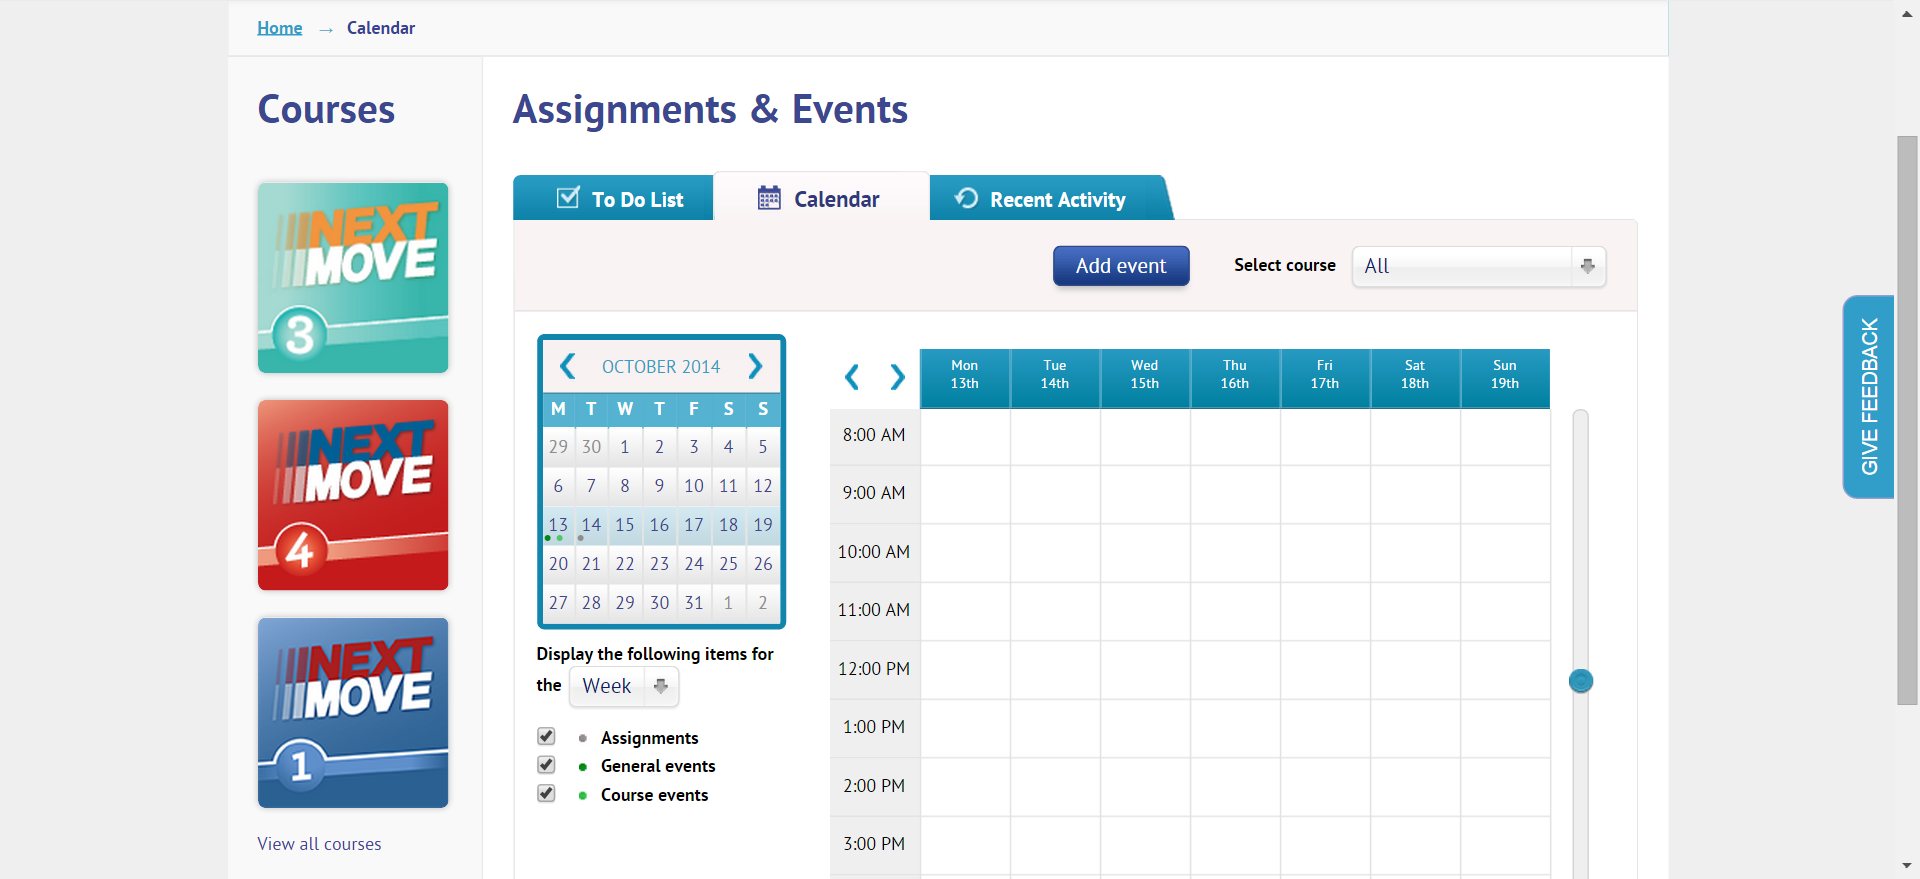 Home → Calendar
Courses
NEXT
MOVE
3
NEXT
MOVE
4
NEXT
MOVE
1
View all courses
Assignments & Events
To Do List
Calendar
Recent Activity
Add event
Select course
All
OCTOBER 2014
M T W T F S S
29 30 1 2 3 4 5
6 7 8 9 10 11 12
13 14 15 16 17 18 19
20 21 22 23 24 25 26
27 28 29 30 31 1 2
Display the following items for
the Week
Assignments
General events
Course events
Mon Tue Wed Thu Fri Sat Sun
13th 14th 15th 16th 17th 18th 19th
8:00 AM
9:00 AM
10:00 AM
11:00 AM
12:00 PM
1:00 PM
2:00 PM
3:00 PM
GIVE FEEDBACK